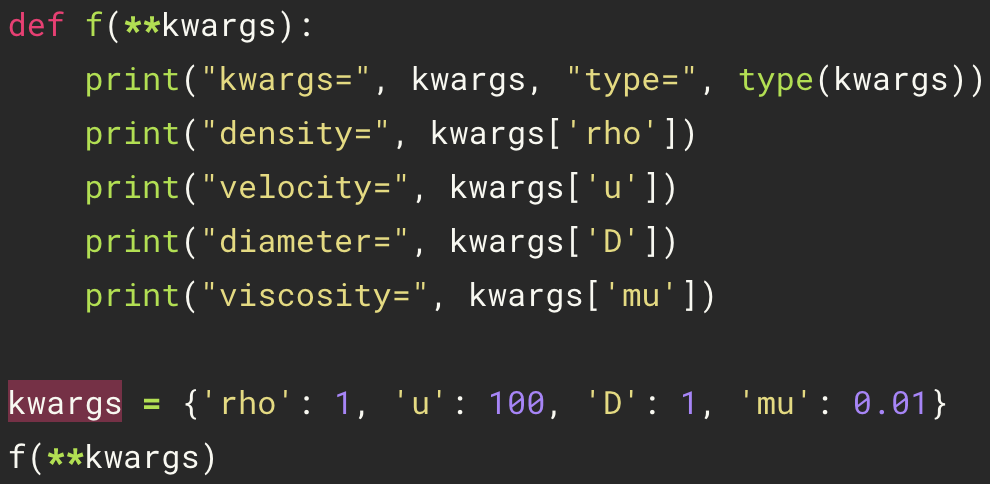 def f(**kwargs):
    print("kwargs=", kwargs, "type=", type(kwargs))
    print("density=", kwargs['rho'])
    print("velocity=", kwargs['u'])
    print("diameter=", kwargs['D'])
    print("viscosity=", kwargs['mu'])
kwargs = {'rho': 1, 'u': 100, 'D': 1, 'mu': 0.01}
f(**kwargs)